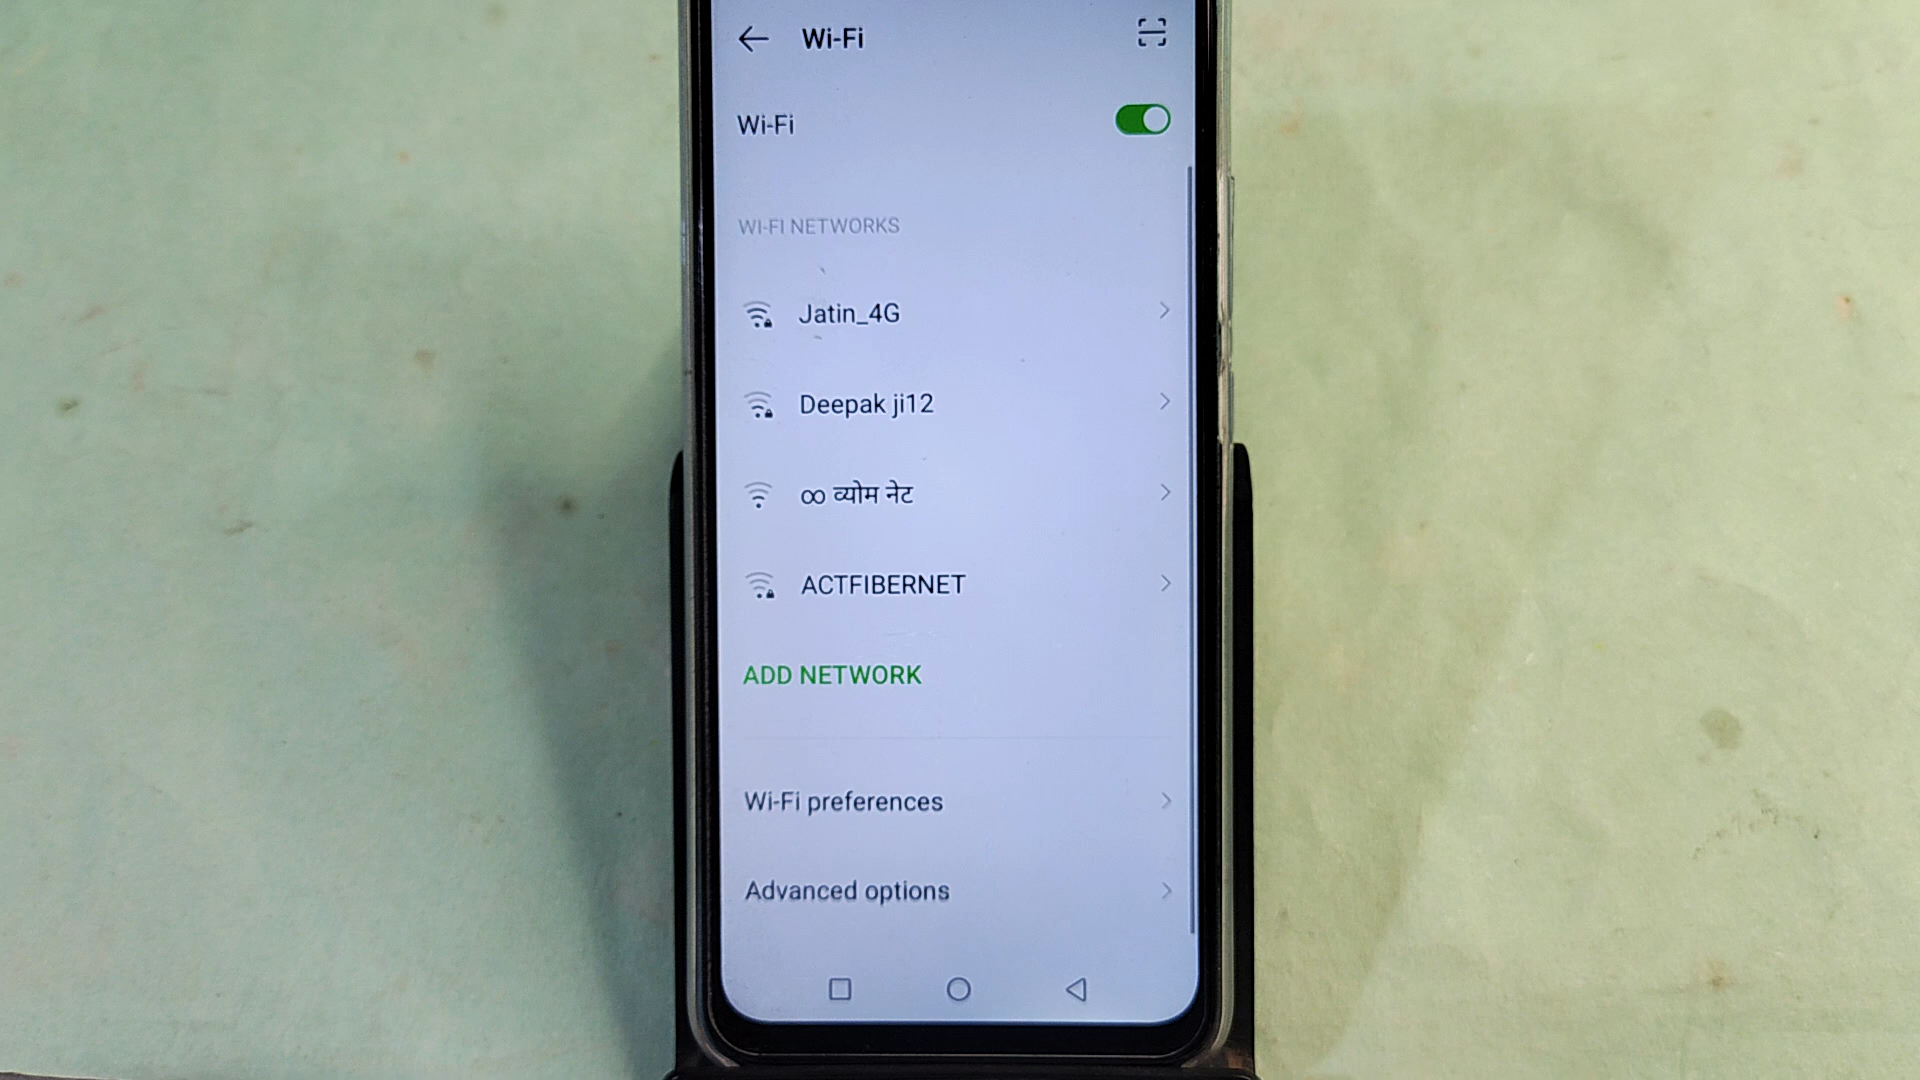 Wi-Fi
Wi-Fi
WI-FI NETWORKS
Jatin_4G
Deepak ji12
∞ व्योम नेट
ACTFIBERNET
ADD NETWORK
Wi-Fi preferences
Advanced options